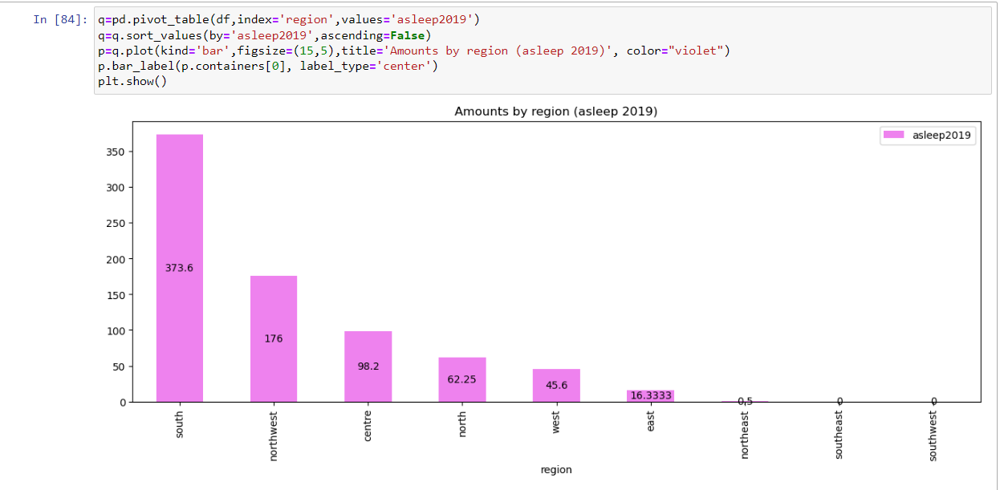 In [84]: q=pd.pivot_table(df,index='region',values='asleep2019')
q=q.sort_values(by='asleep2019',ascending=False)
p=q.plot(kind='bar',figsize=(15,5),title='Amounts by region (asleep 2019)', color="violet")
p.bar_label(p.containers[0], label_type='center')
plt.show()
Amounts by region (asleep 2019)
asleep2019
350
300
250
200
150
100
50
0
373.6
176
98.2
62.25
45.6
16.3333
0.5
0
0
south
northwest
centre
north
west
east
northeast
southeast
southwest
region